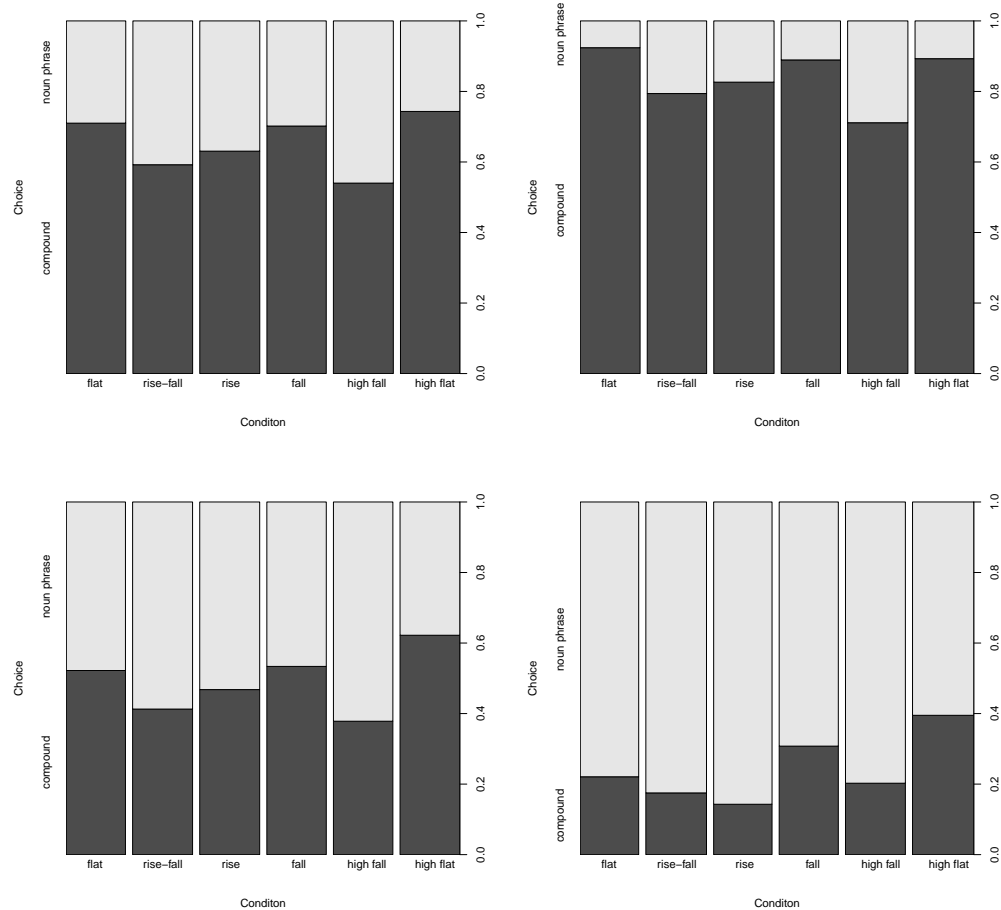 noun phrase
compound
Choice
0.0 0.2 0.4 0.6 0.8 1.0
flat rise−fall rise fall high fall high flat
Conditon
noun phrase
compound
Choice
0.0 0.2 0.4 0.6 0.8 1.0
flat rise−fall rise fall high fall high flat
Conditon
noun phrase
compound
Choice
0.0 0.2 0.4 0.6 0.8 1.0
flat rise−fall rise fall high fall high flat
Conditon
noun phrase
compound
Choice
0.0 0.2 0.4 0.6 0.8 1.0
flat rise−fall rise fall high fall high flat
Conditon